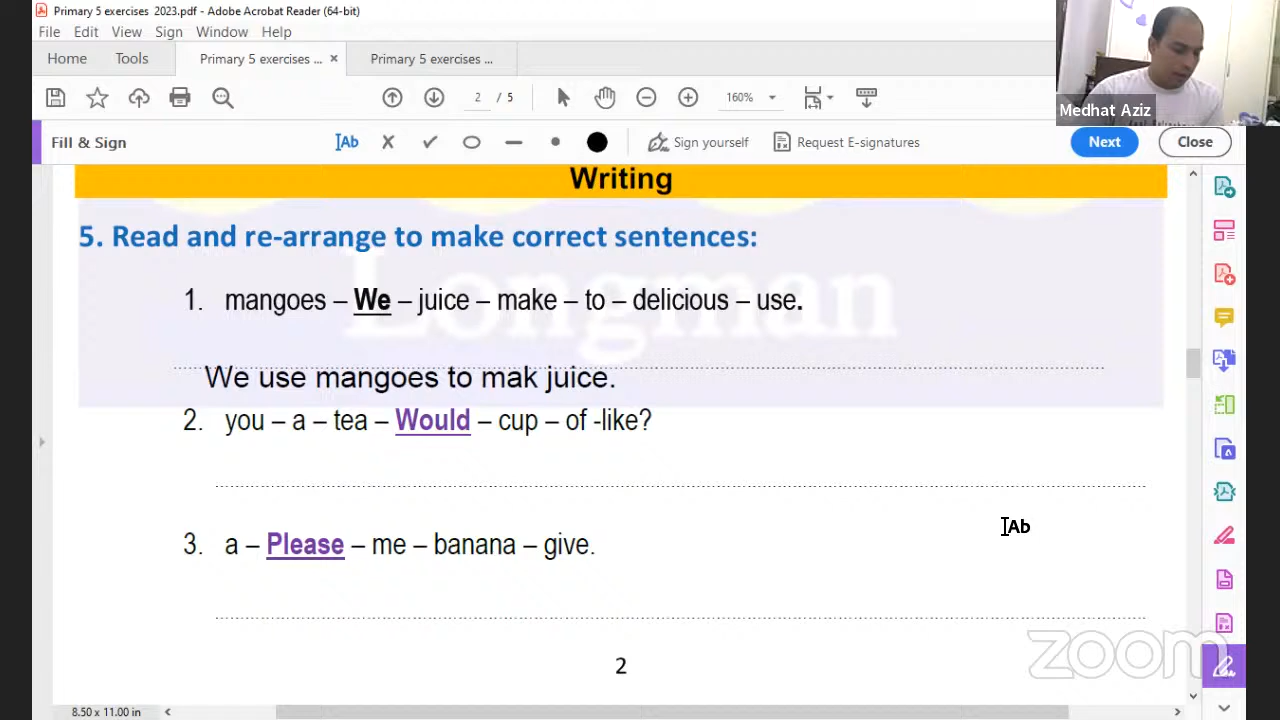 Primary 5 exercises 2023.pdf - Adobe Acrobat Reader (64-bit)
File Edit View Sign Window Help
Home Tools Primary 5 exercises ... × Primary 5 exercises ...
2 / 5 160%
Medhat Aziz
Fill & Sign Ab Sign yourself Request E-signatures Next Close
Writing
5. Read and re-arrange to make correct sentences:
Longman
1. mangoes – We – juice – make – to – delicious – use.
We use mangoes to mak juice.
2. you – a – tea – Would – cup – of -like?
Ab
3. a – Please – me – banana – give.
zoom
2
8.50 x 11.00 in